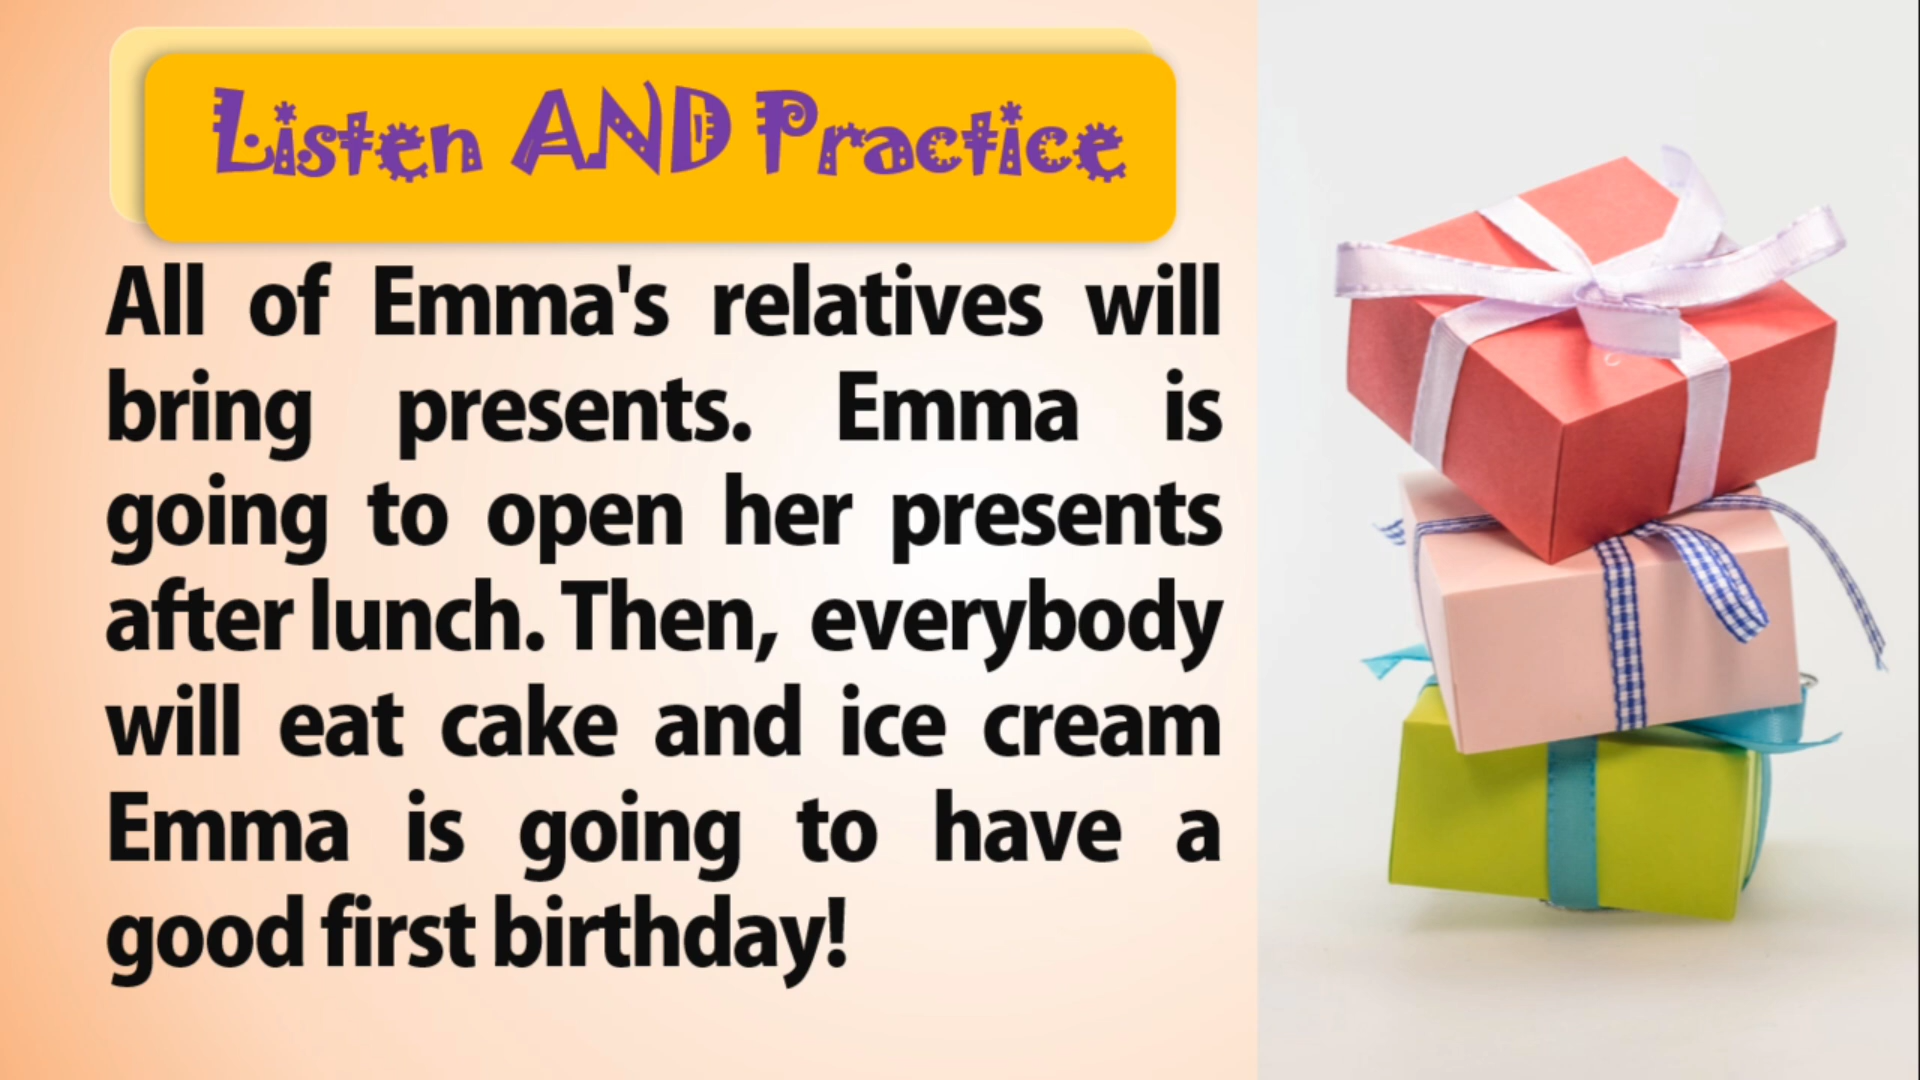 Listen AND Practice
All of Emma's relatives will
bring presents. Emma is
going to open her presents
after lunch. Then, everybody
will eat cake and ice cream
Emma is going to have a
good first birthday!